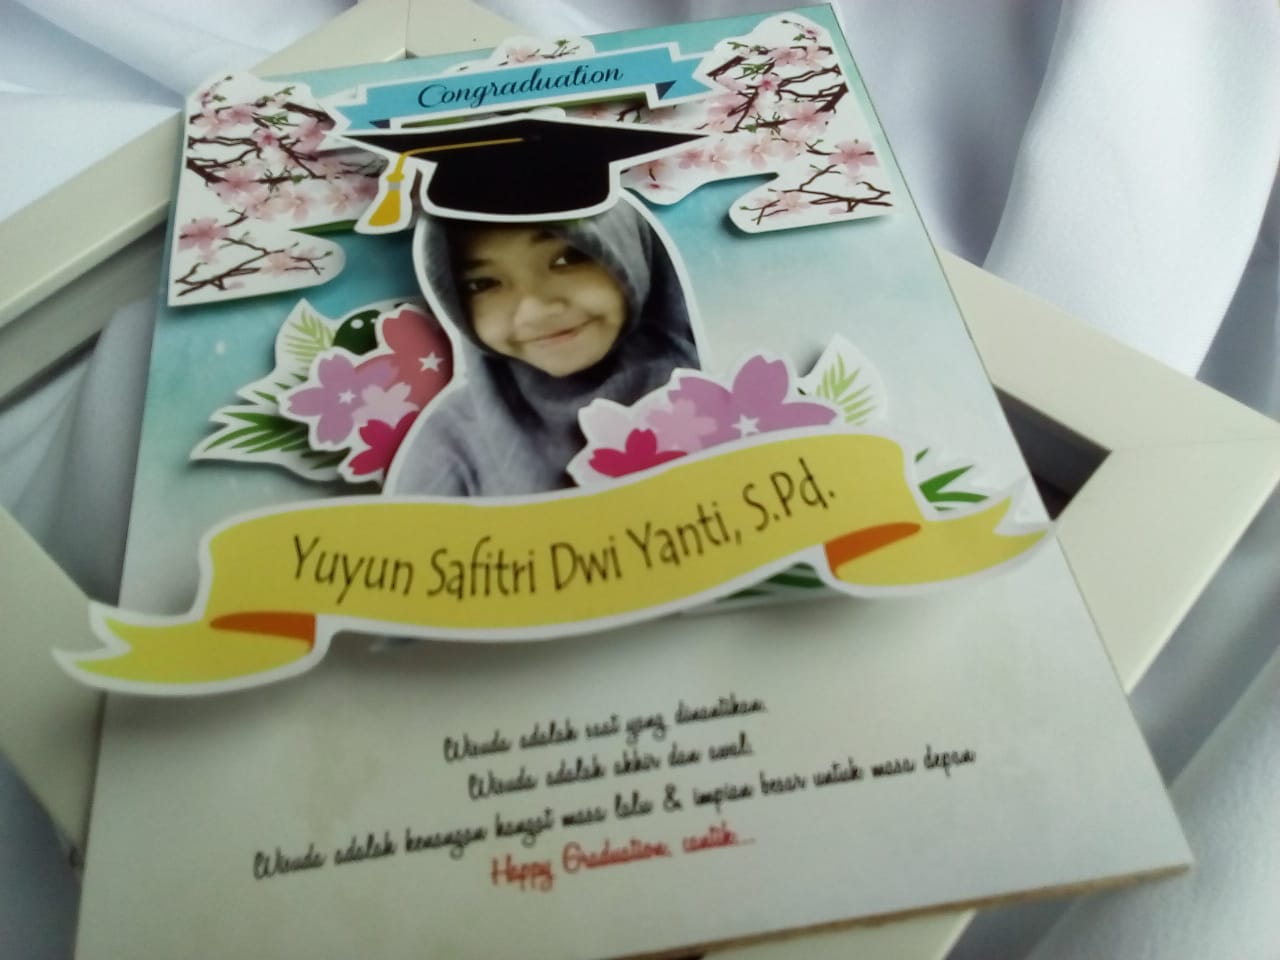 Congraduation
Yuyun Safitri Dwi Yanti, S.Pd.
Wisuda adalah saat yang dinantikan.
Wisuda adalah akhir dan awal.
Wisuda adalah kenangan hangat masa lalu & impian besar untuk masa depan
Happy Graduation, cantik...